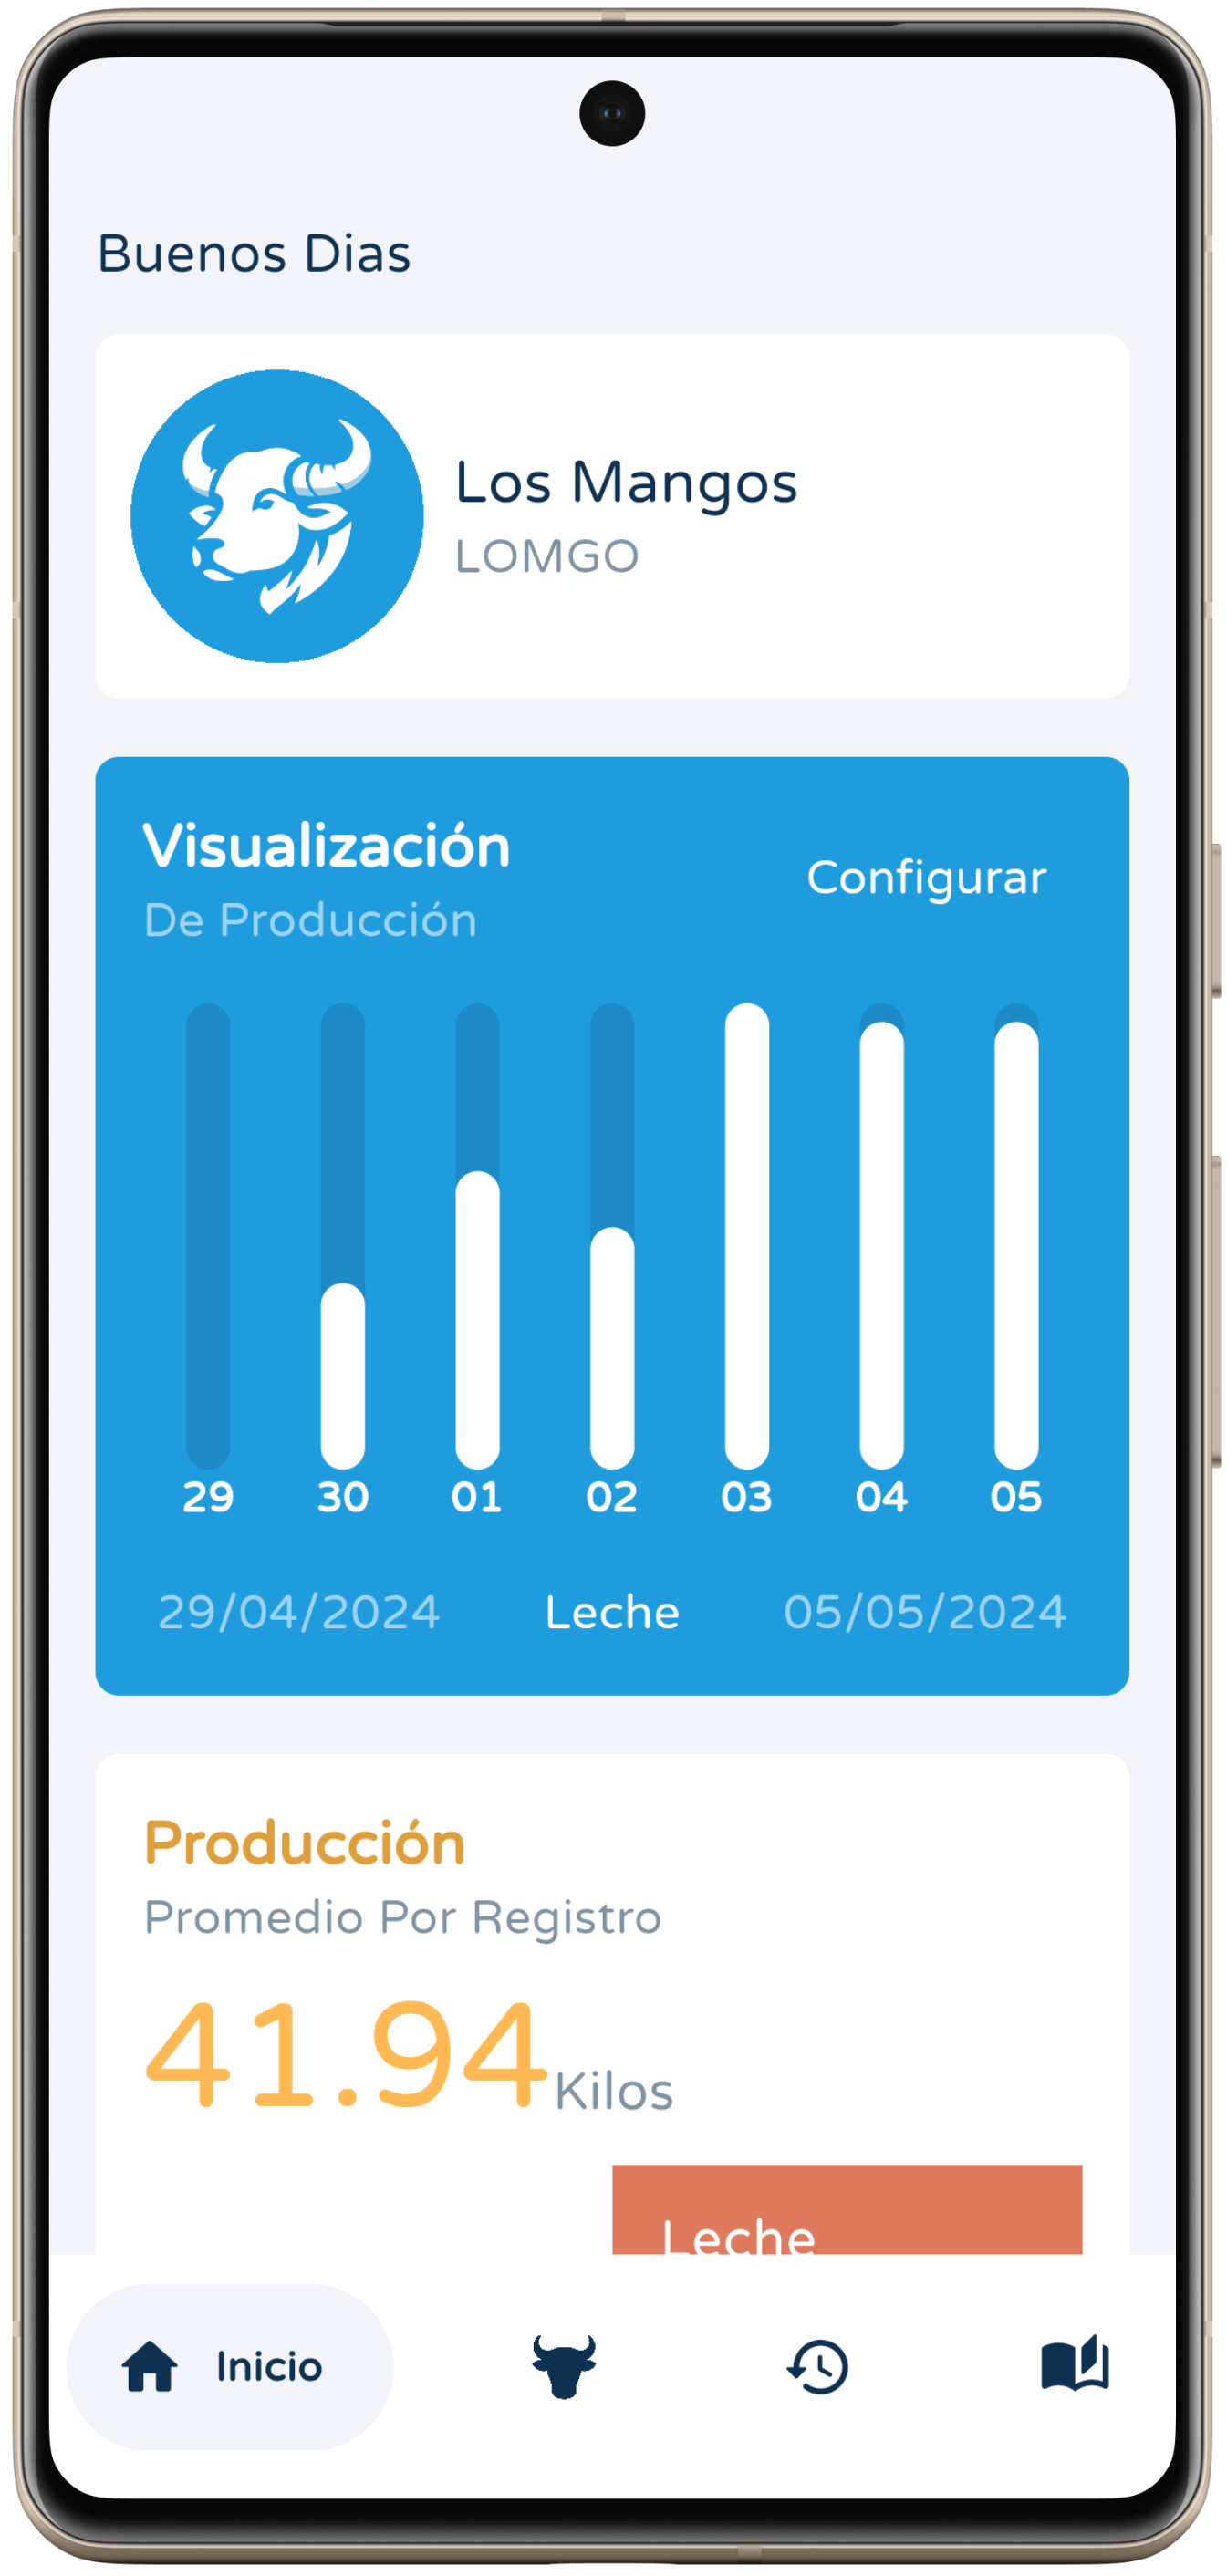 Buenos Dias
Los Mangos
LOMGO
Visualización
De Producción
Configurar
29 30 01 02 03 04 05
29/04/2024 Leche 05/05/2024
Producción
Promedio Por Registro
41.94 Kilos
Leche
Inicio